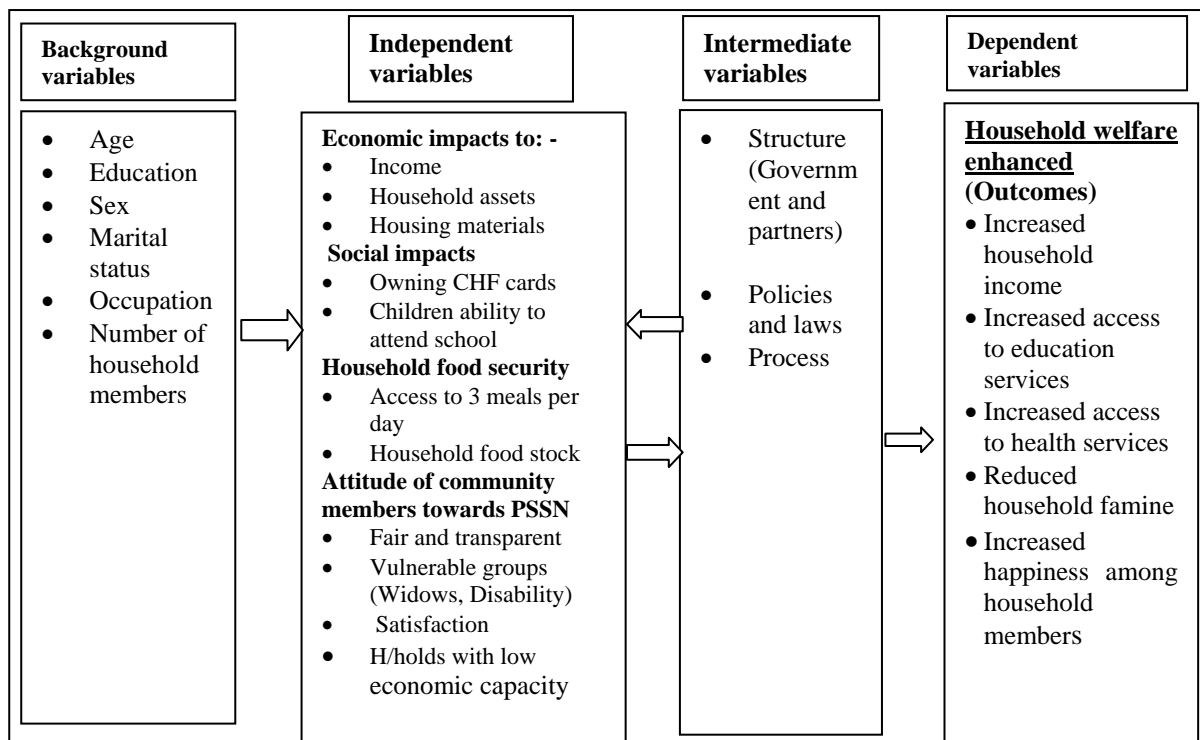 Background
variables
• Age
• Education
• Sex
• Marital
status
• Occupation
• Number of
household
members
Independent
variables
Economic impacts to: -
• Income
• Household assets
• Housing materials
Social impacts
• Owning CHF cards
• Children ability to
attend school
Household food security
• Access to 3 meals per
day
• Household food stock
Attitude of community
members towards PSSN
• Fair and transparent
• Vulnerable groups
(Widows, Disability)
• Satisfaction
• H/holds with low
economic capacity
Intermediate
variables
• Structure
(Governm
ent and
partners)
• Policies
and laws
• Process
Dependent
variables
Household welfare
enhanced
(Outcomes)
• Increased
household
income
• Increased access
to education
services
• Increased access
to health services
• Reduced
household famine
• Increased
happiness among
household
members